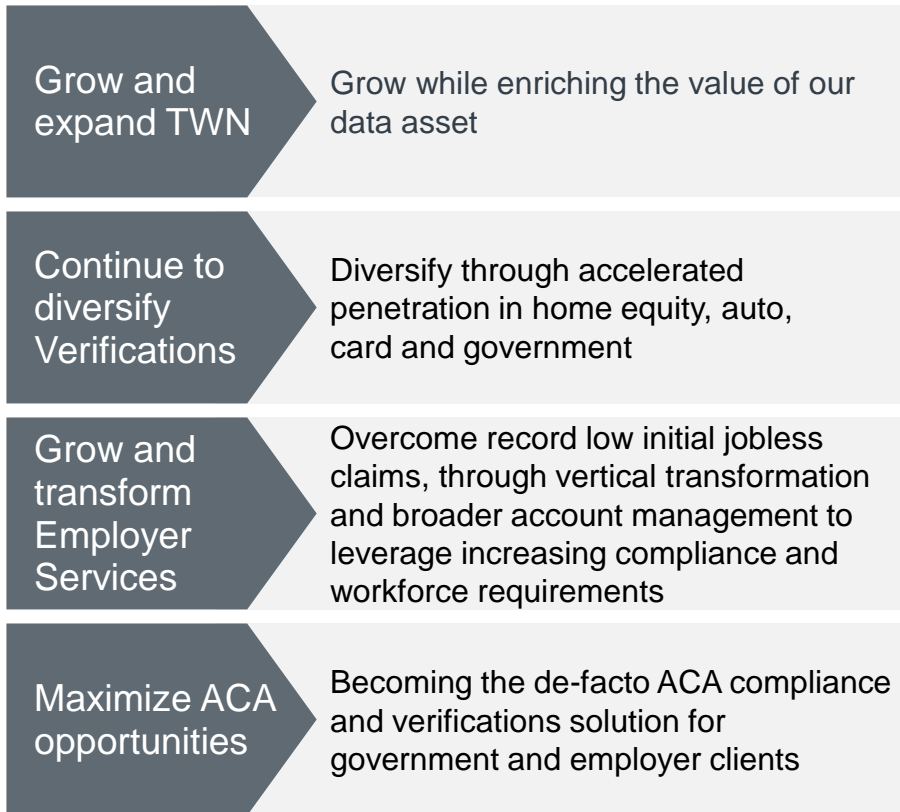 Grow and
expand TWN
Grow while enriching the value of our
data asset
Continue to
diversify
Verifications
Diversify through accelerated
penetration in home equity, auto,
card and government
Grow and
transform
Employer
Services
Overcome record low initial jobless
claims, through vertical transformation
and broader account management to
leverage increasing compliance and
workforce requirements
Maximize ACA
opportunities
Becoming the de-facto ACA compliance
and verifications solution for
government and employer clients